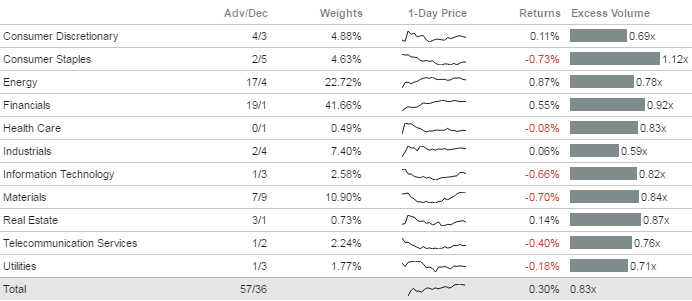 Adv/Dec Weights 1-Day Price Returns Excess Volume
Consumer Discretionary 4/3 4.88% 0.11% 0.69x
Consumer Staples 2/5 4.63% -0.73% 1.12x
Energy 17/4 22.72% 0.87% 0.78x
Financials 19/1 41.66% 0.55% 0.92x
Health Care 0/1 0.49% -0.08% 0.83x
Industrials 2/4 7.40% 0.06% 0.59x
Information Technology 1/3 2.58% -0.66% 0.82x
Materials 7/9 10.90% -0.70% 0.84x
Real Estate 3/1 0.73% 0.14% 0.87x
Telecommunication Services 1/2 2.24% -0.40% 0.76x
Utilities 1/3 1.77% -0.18% 0.71x
Total 57/36 0.30% 0.83x